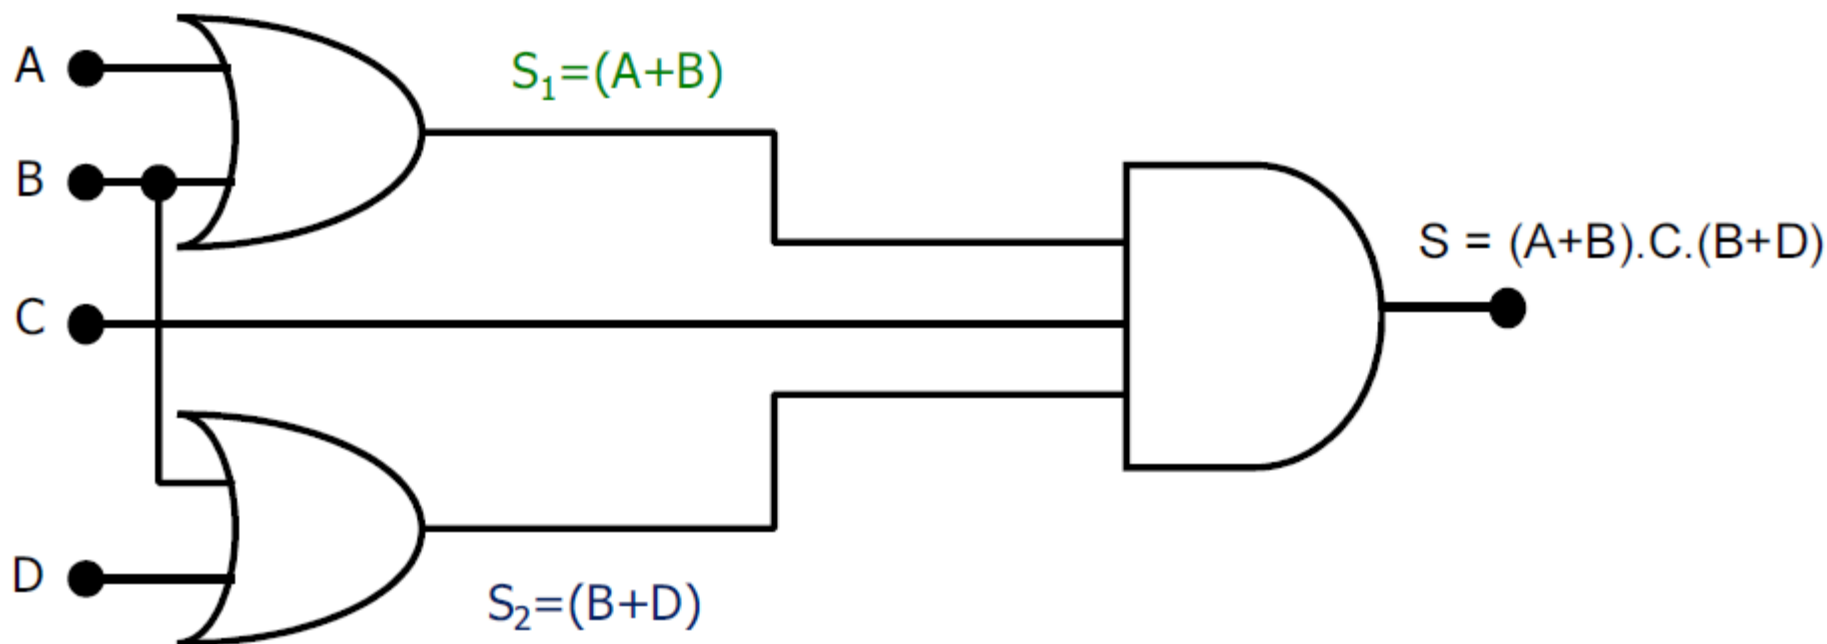 A
S₁=(A+B)
B
S = (A+B).C.(B+D)
C
D
S₂=(B+D)